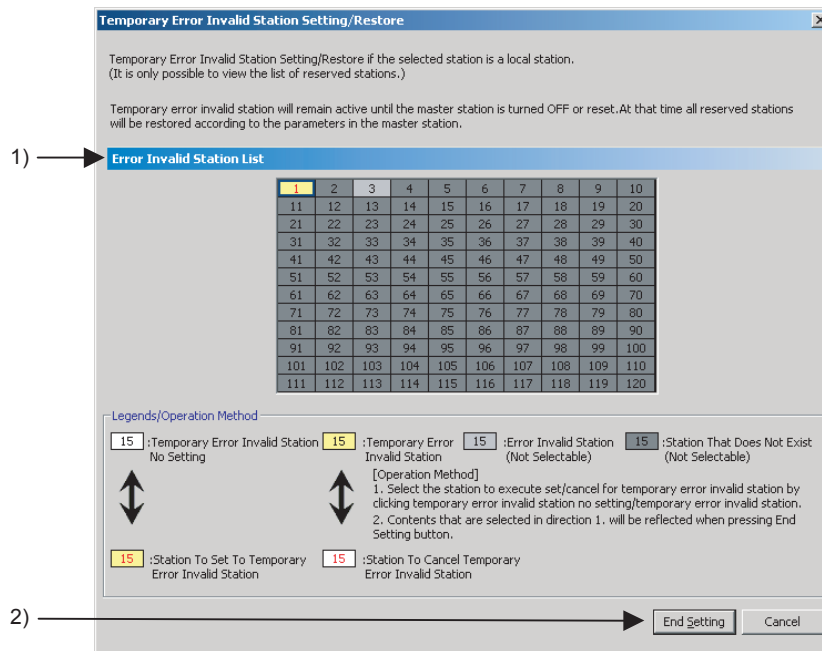 Temporary Error Invalid Station Setting/Restore
Temporary Error Invalid Station Setting/Restore if the selected station is a local station.
(It is only possible to view the list of reserved stations.)
Temporary error invalid station will remain active until the master station is turned OFF or reset.At that time all reserved stations
will be restored according to the parameters in the master station.
1)
Error Invalid Station List
1 2 3 4 5 6 7 8 9 10
11 12 13 14 15 16 17 18 19 20
21 22 23 24 25 26 27 28 29 30
31 32 33 34 35 36 37 38 39 40
41 42 43 44 45 46 47 48 49 50
51 52 53 54 55 56 57 58 59 60
61 62 63 64 65 66 67 68 69 70
71 72 73 74 75 76 77 78 79 80
81 82 83 84 85 86 87 88 89 90
91 92 93 94 95 96 97 98 99 100
101 102 103 104 105 106 107 108 109 110
111 112 113 114 115 116 117 118 119 120
Legends/Operation Method
15 :Temporary Error Invalid Station
No Setting
15 :Temporary Error
Invalid Station
15 :Error Invalid Station
(Not Selectable)
15 :Station That Does Not Exist
(Not Selectable)
[Operation Method]
1. Select the station to execute set/cancel for temporary error invalid station by
clicking temporary error invalid station no setting/temporary error invalid station.
2. Contents that are selected in direction 1. will be reflected when pressing End
Setting button.
15 :Station To Set To Temporary
Error Invalid Station
15 :Station To Cancel Temporary
Error Invalid Station
2)
End Setting
Cancel